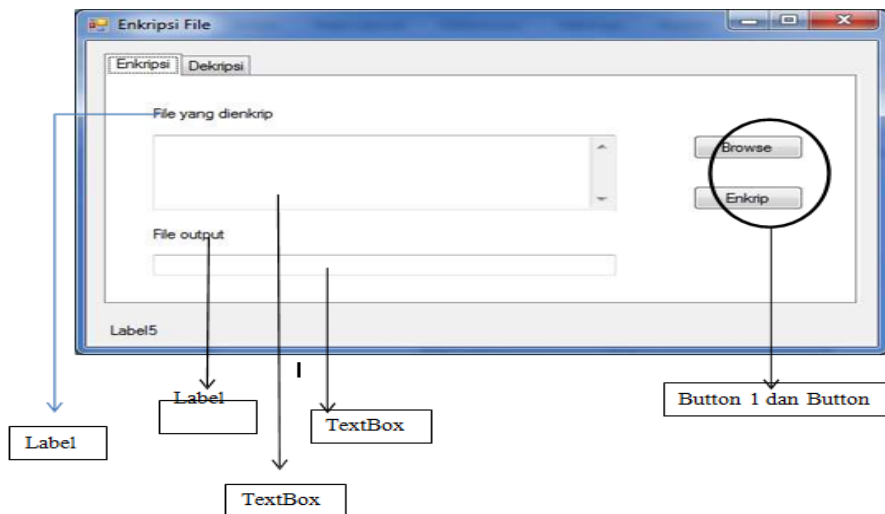 Enkripsi File
Enkripsi Dekripsi
File yang dienkrip
Browse
Enkrip
File output
Label5
Label
Button 1 dan Button
TextBox
Label
TextBox